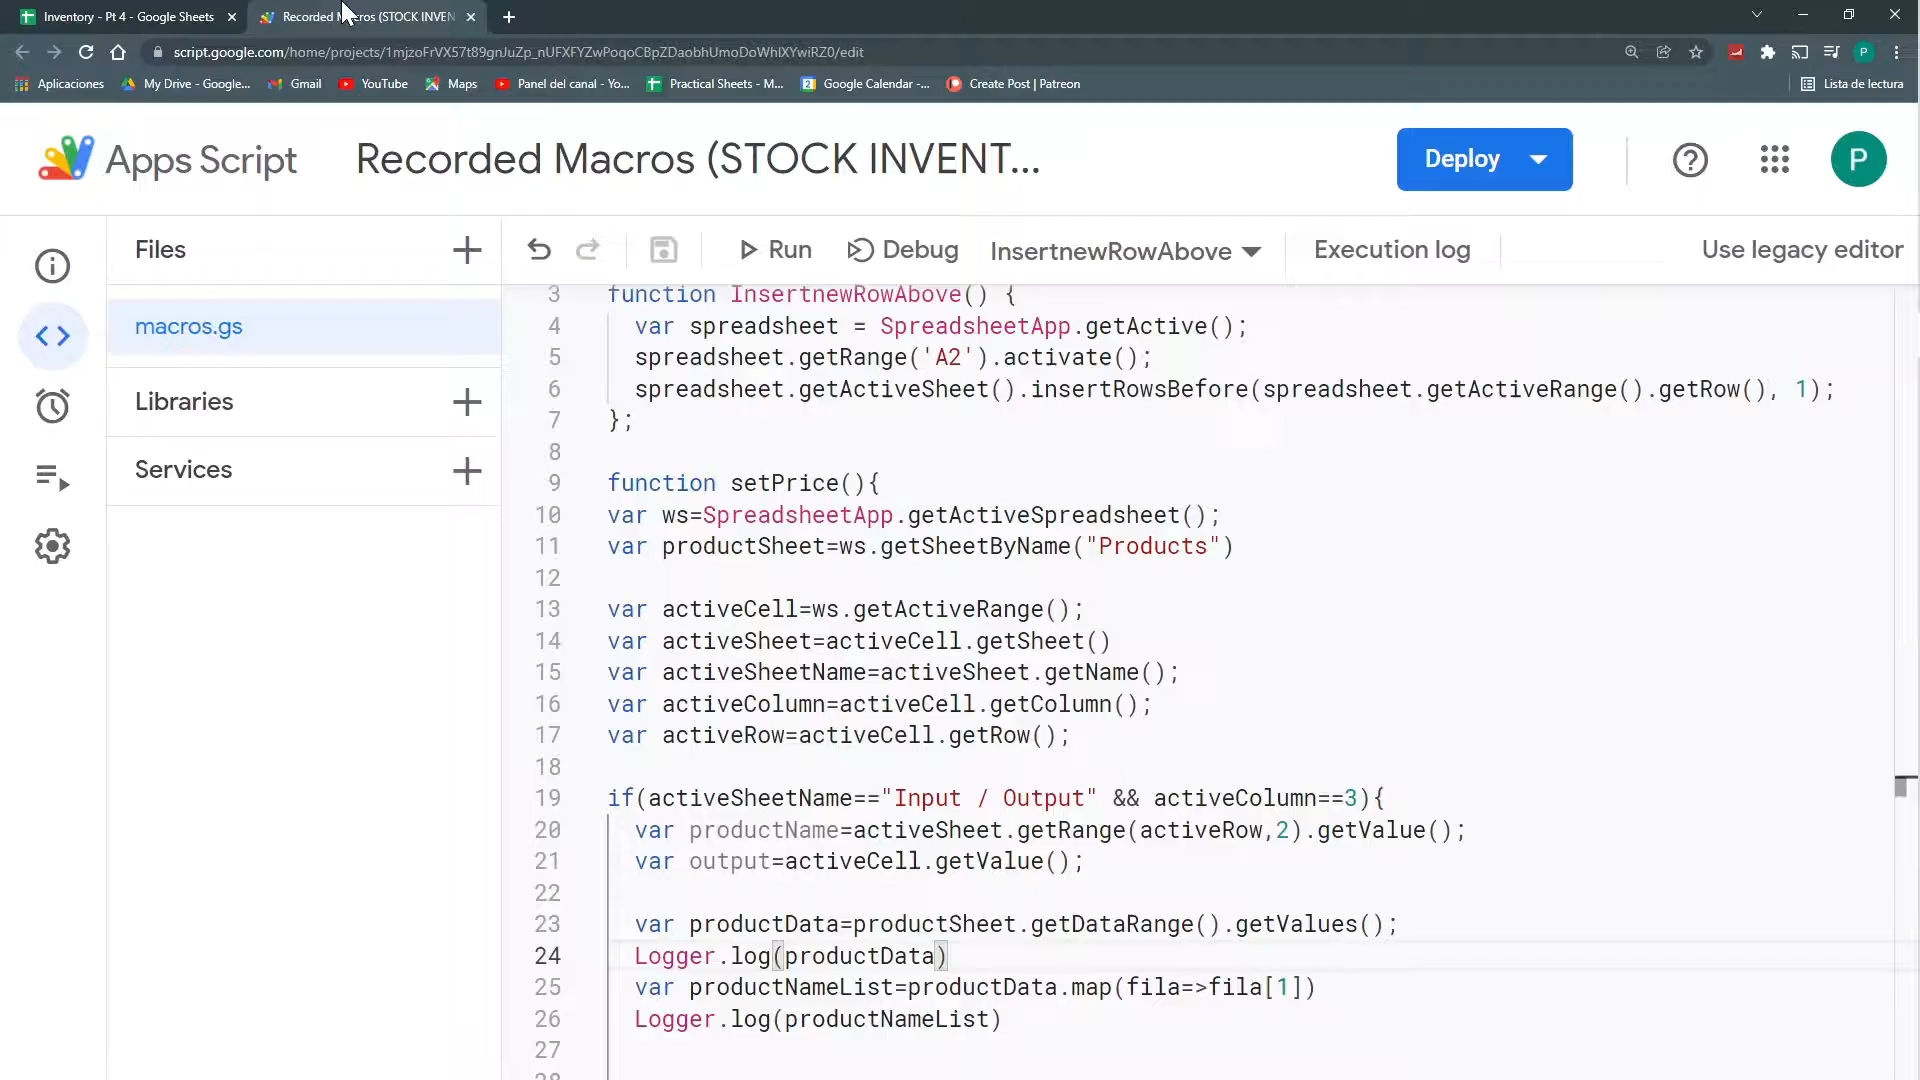 Inventory - Pt 4 - Google Sheets
Recorded Macros (STOCK INVEN
script.google.com/home/projects/1mjzoFrVX57t89gnJuZp_nUFXFYZwPoqoCBpZDaobhUmoDoWhlXYwiRZ0/edit
P
Aplicaciones
My Drive - Google...
Gmail
YouTube
Maps
Panel del canal - Yo...
Practical Sheets - M...
Google Calendar -...
Create Post | Patreon
Lista de lectura
Apps Script
Recorded Macros (STOCK INVENT...
Deploy
P
Files
Run
Debug
InsertnewRowAbove
Execution log
Use legacy editor
macros.gs
Libraries
Services
3 function InsertnewRowAbove() {
4 var spreadsheet = SpreadsheetApp.getActive();
5 spreadsheet.getRange('A2').activate();
6 spreadsheet.getActiveSheet().insertRowsBefore(spreadsheet.getActiveRange().getRow(), 1);
7 };
8
9 function setPrice(){
10 var ws=SpreadsheetApp.getActiveSpreadsheet();
11 var productSheet=ws.getSheetByName("Products")
12
13 var activeCell=ws.getActiveRange();
14 var activeSheet=activeCell.getSheet()
15 var activeSheetName=activeSheet.getName();
16 var activeColumn=activeCell.getColumn();
17 var activeRow=activeCell.getRow();
18
19 if(activeSheetName=="Input / Output" && activeColumn==3){
20 var productName=activeSheet.getRange(activeRow,2).getValue();
21 var output=activeCell.getValue();
22
23 var productData=productSheet.getDataRange().getValues();
24 Logger.log(productData)
25 var productNameList=productData.map(fila=>fila[1])
26 Logger.log(productNameList)
27
28